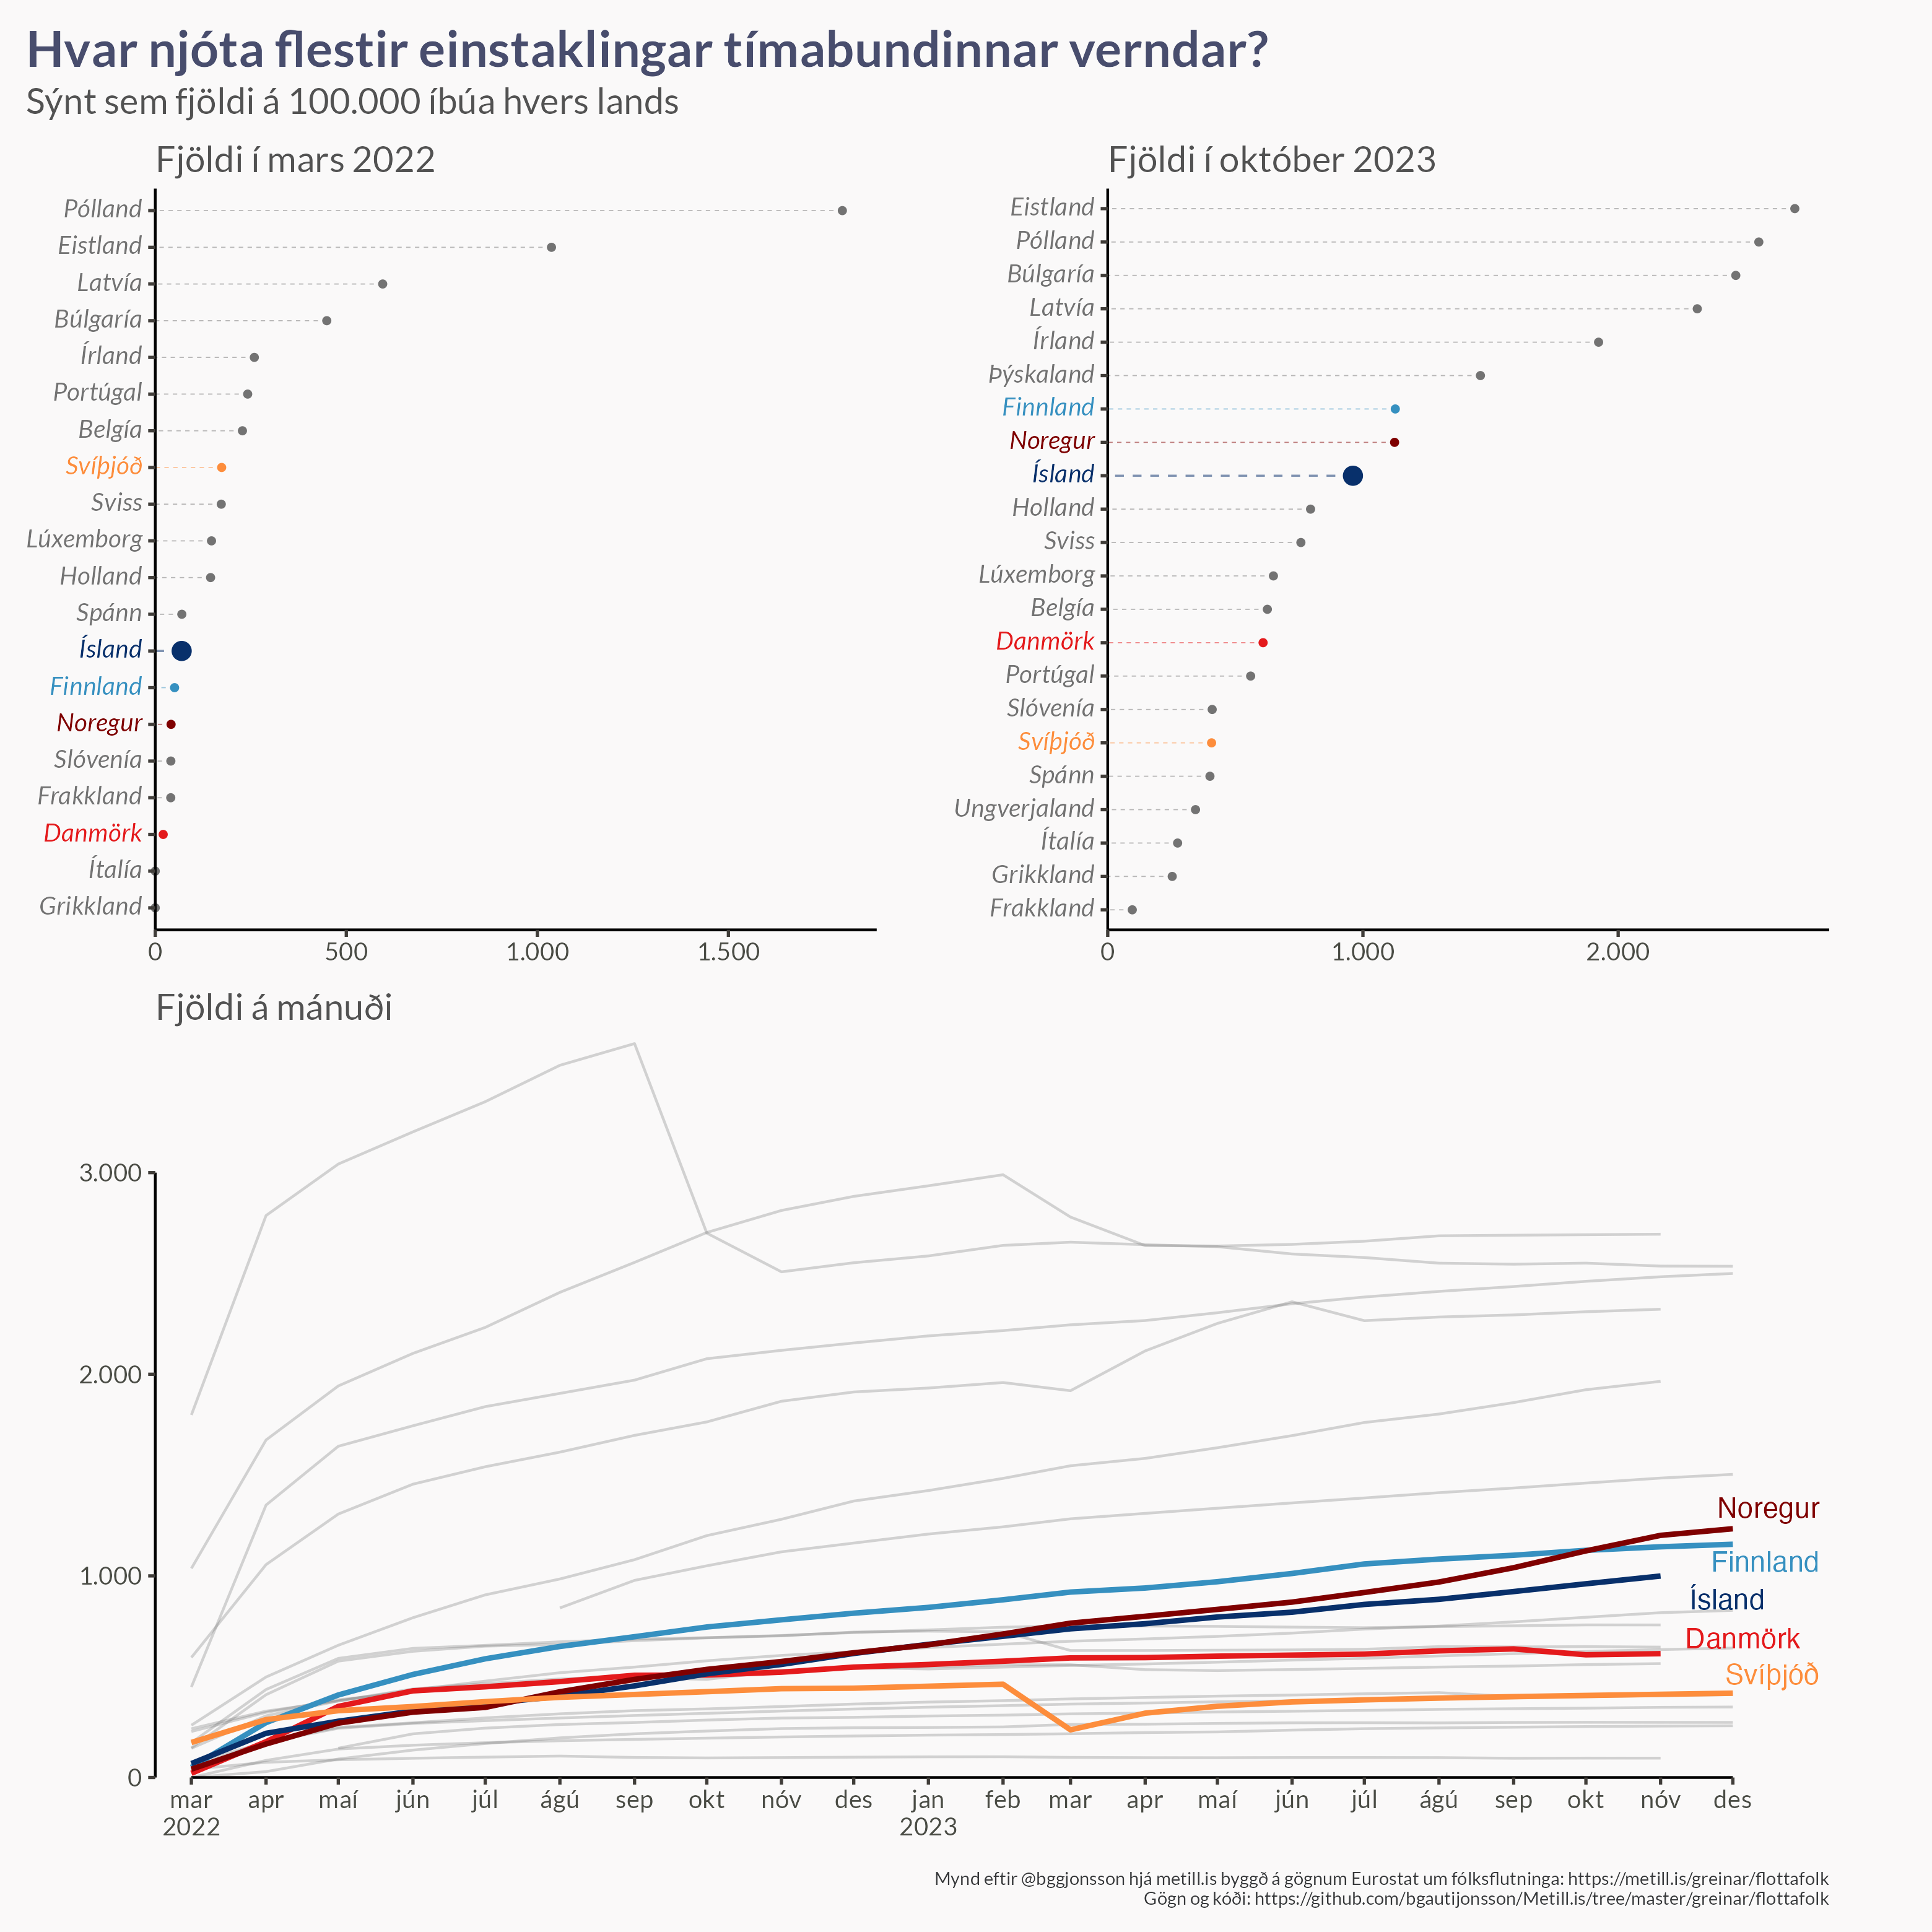 Hvar njóta flestir einstaklingar tímabundinnar verndar?
Sýnt sem fjöldi á 100.000 íbúa hvers lands
Fjöldi í mars 2022
Pólland
Eistland
Latvía
Búlgaría
Írland
Portúgal
Belgía
Svíþjóð
Sviss
Lúxemborg
Holland
Spánn
Ísland
Finnland
Noregur
Slóvenía
Frakkland
Danmörk
Ítalía
Grikkland
0 500 1.000 1.500
Fjöldi í október 2023
Eistland
Pólland
Búlgaría
Latvía
Írland
Þýskaland
Finnland
Noregur
Ísland
Holland
Sviss
Lúxemborg
Belgía
Danmörk
Portúgal
Slóvenía
Svíþjóð
Spánn
Ungverjaland
Ítalía
Grikkland
Frakkland
0 1.000 2.000
Fjöldi á mánuði
3.000
2.000
1.000
0
Noregur
Finnland
Ísland
Danmörk
Svíþjóð
mar apr maí jún júl ágú sep okt nóv des jan feb mar apr maí jún júl ágú sep okt nóv des
2022 2023
Mynd eftir @bggjonsson hjá metill.is byggð á gögnum Eurostat um fólksflutninga: https://metill.is/greinar/flottafolk
Gögn og kóði: https://github.com/bgautijonsson/Metill.is/tree/master/greinar/flottafolk